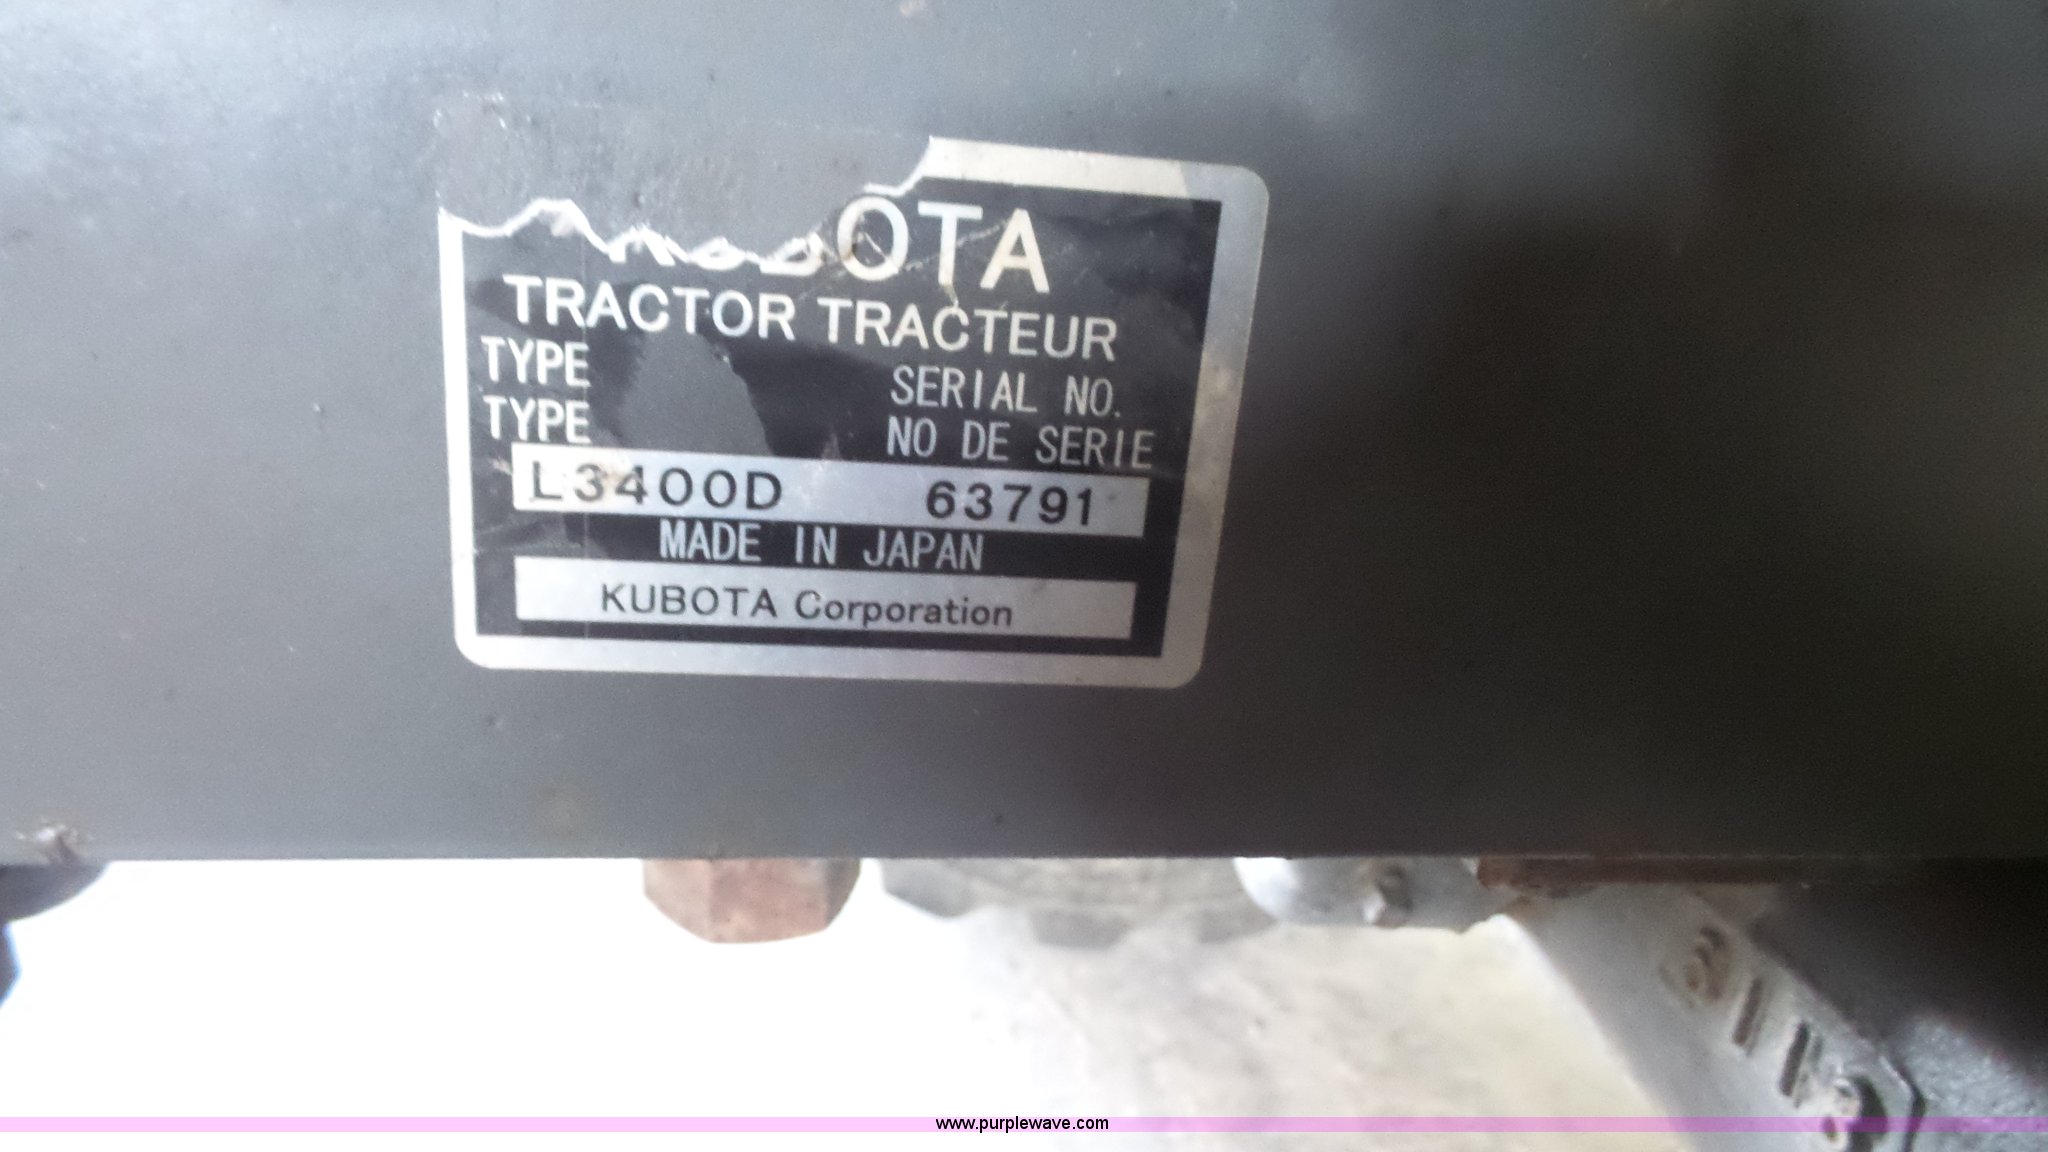 KUBOTA
TRACTOR TRACTEUR
TYPE SERIAL NO.
TYPE NO DE SERIE
L3400D 63791
MADE IN JAPAN
KUBOTA Corporation
www.purplewave.com